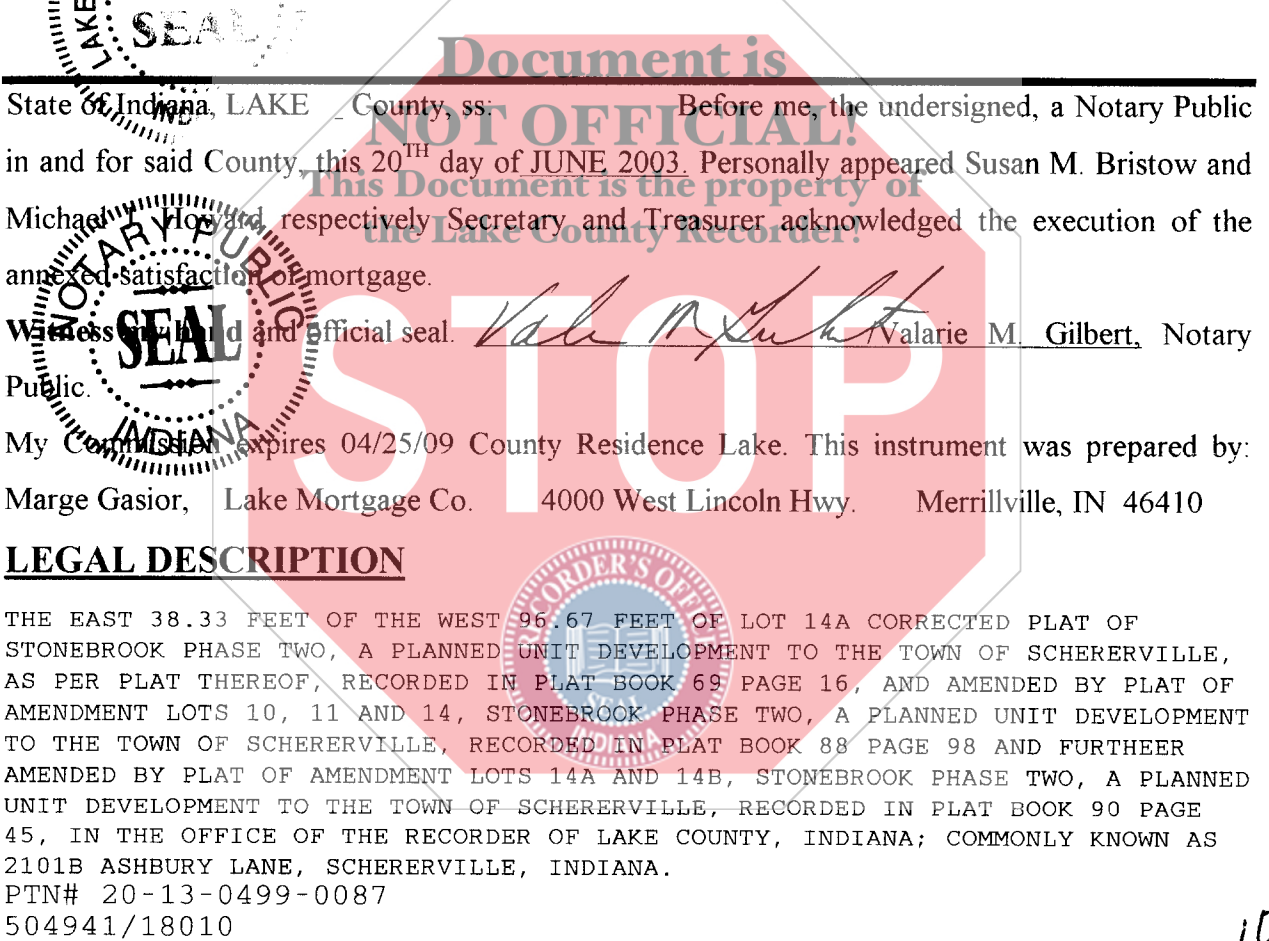 LAKE
SEAL
IND
Document is
NOT OFFICIAL!
This Document is the property of
the Lake County Recorder!
STOP
State of Indiana, LAKE County, ss: Before me, the undersigned, a Notary Public
in and for said County, this 20TH day of JUNE 2003. Personally appeared Susan M. Bristow and
Michael Howard respectively Secretary and Treasurer acknowledged the execution of the
annexed satisfaction of mortgage.
Witness my hand and official seal. Valarie M. Gilbert, Notary
Public.
NOTARY PUBLIC
SEAL
INDIANA
My Commission expires 04/25/09 County Residence Lake. This instrument was prepared by:
Marge Gasior, Lake Mortgage Co. 4000 West Lincoln Hwy. Merrillville, IN 46410
LEGAL DESCRIPTION
RECORDER'S OFFICE
SEAL
INDIANA
THE EAST 38.33 FEET OF THE WEST 96.67 FEET OF LOT 14A CORRECTED PLAT OF
STONEBROOK PHASE TWO, A PLANNED UNIT DEVELOPMENT TO THE TOWN OF SCHERERVILLE,
AS PER PLAT THEREOF, RECORDED IN PLAT BOOK 69 PAGE 16, AND AMENDED BY PLAT OF
AMENDMENT LOTS 10, 11 AND 14, STONEBROOK PHASE TWO, A PLANNED UNIT DEVELOPMENT
TO THE TOWN OF SCHERERVILLE, RECORDED IN PLAT BOOK 88 PAGE 98 AND FURTHEER
AMENDED BY PLAT OF AMENDMENT LOTS 14A AND 14B, STONEBROOK PHASE TWO, A PLANNED
UNIT DEVELOPMENT TO THE TOWN OF SCHERERVILLE, RECORDED IN PLAT BOOK 90 PAGE
45, IN THE OFFICE OF THE RECORDER OF LAKE COUNTY, INDIANA; COMMONLY KNOWN AS
2101B ASHBURY LANE, SCHERERVILLE, INDIANA.
PTN# 20-13-0499-0087
504941/18010